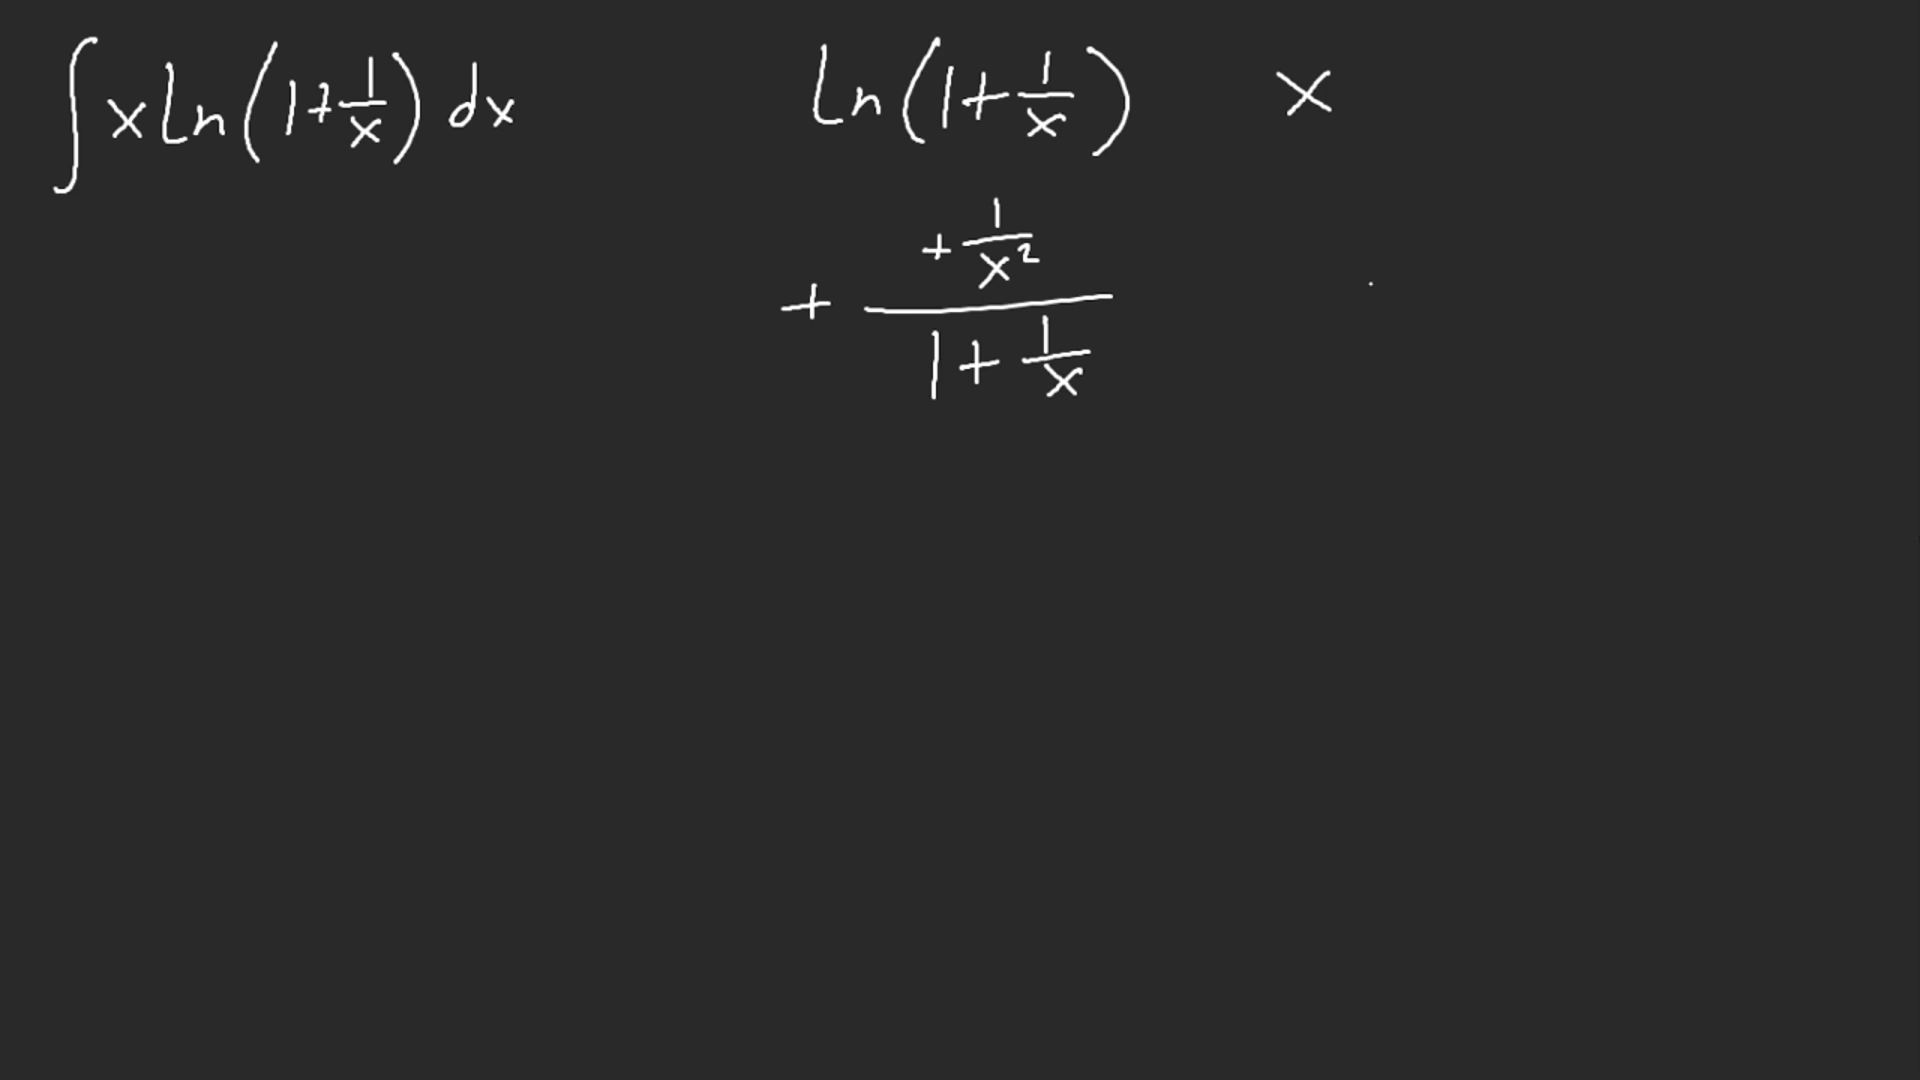 ∫ x ln(1+1/x) dx
ln(1+1/x) x
+ (+1/x²)/(1+1/x)